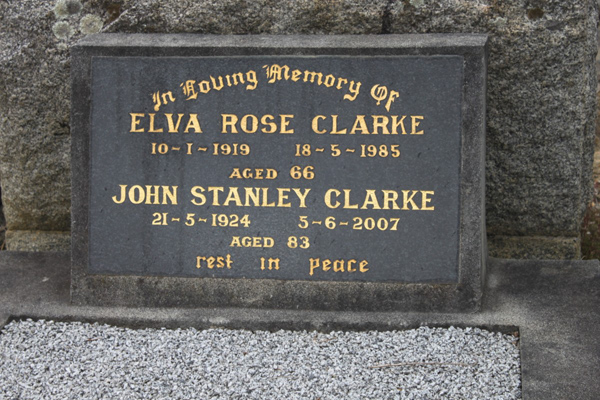 In Loving Memory Of
ELVA ROSE CLARKE
10-1-1919 18-5-1985
AGED 66
JOHN STANLEY CLARKE
21-5-1924 5-6-2007
AGED 83
rest in peace